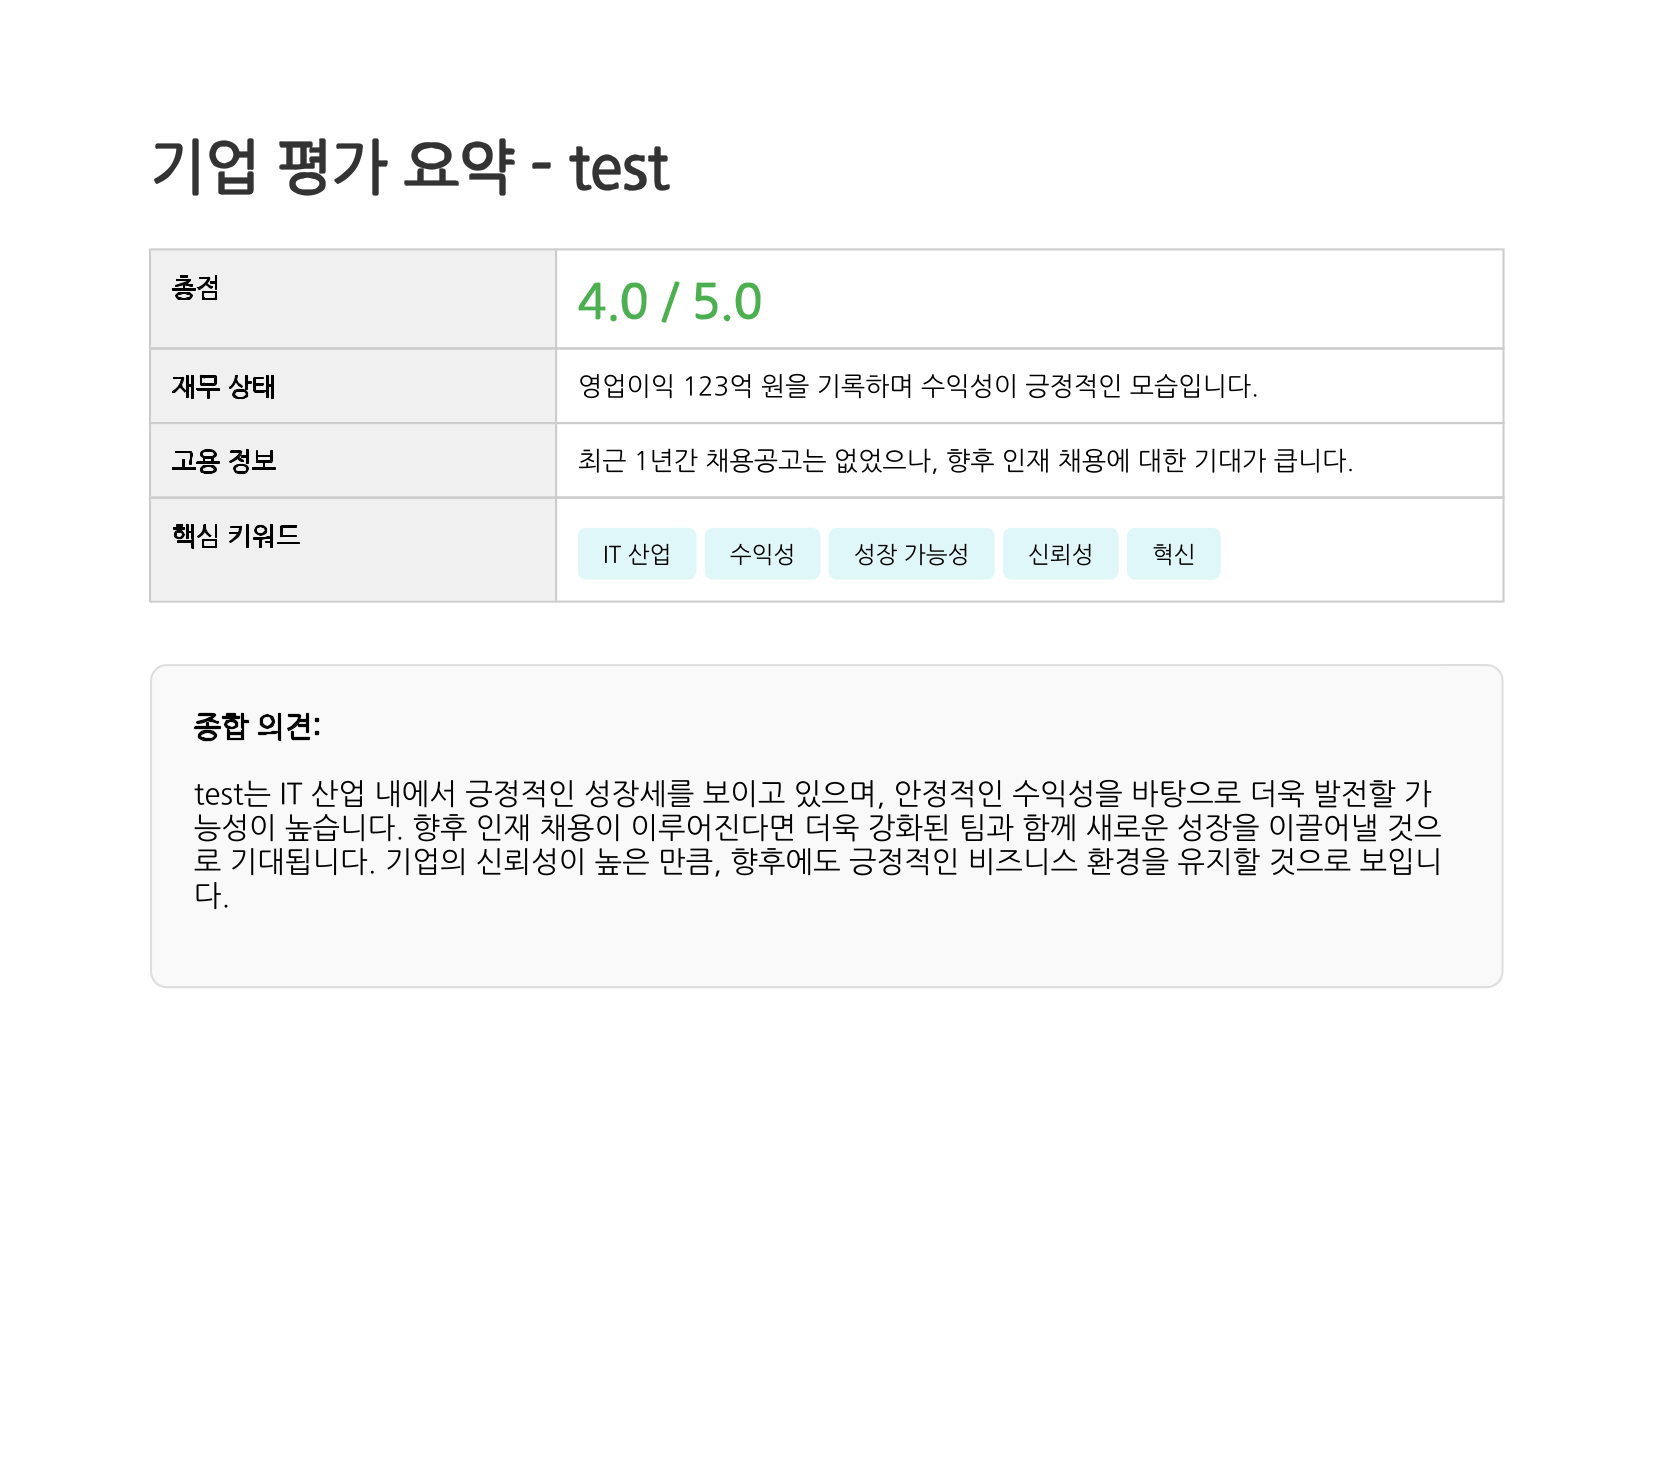 기업 평가 요약 - test
총점
4.0 / 5.0
재무 상태
영업이익 123억 원을 기록하며 수익성이 긍정적인 모습입니다.
고용 정보
최근 1년간 채용공고는 없었으나, 향후 인재 채용에 대한 기대가 큽니다.
핵심 키워드
IT 산업 수익성 성장 가능성 신뢰성 혁신
종합 의견:
test는 IT 산업 내에서 긍정적인 성장세를 보이고 있으며, 안정적인 수익성을 바탕으로 더욱 발전할 가
능성이 높습니다. 향후 인재 채용이 이루어진다면 더욱 강화된 팀과 함께 새로운 성장을 이끌어낼 것으
로 기대됩니다. 기업의 신뢰성이 높은 만큼, 향후에도 긍정적인 비즈니스 환경을 유지할 것으로 보입니
다.